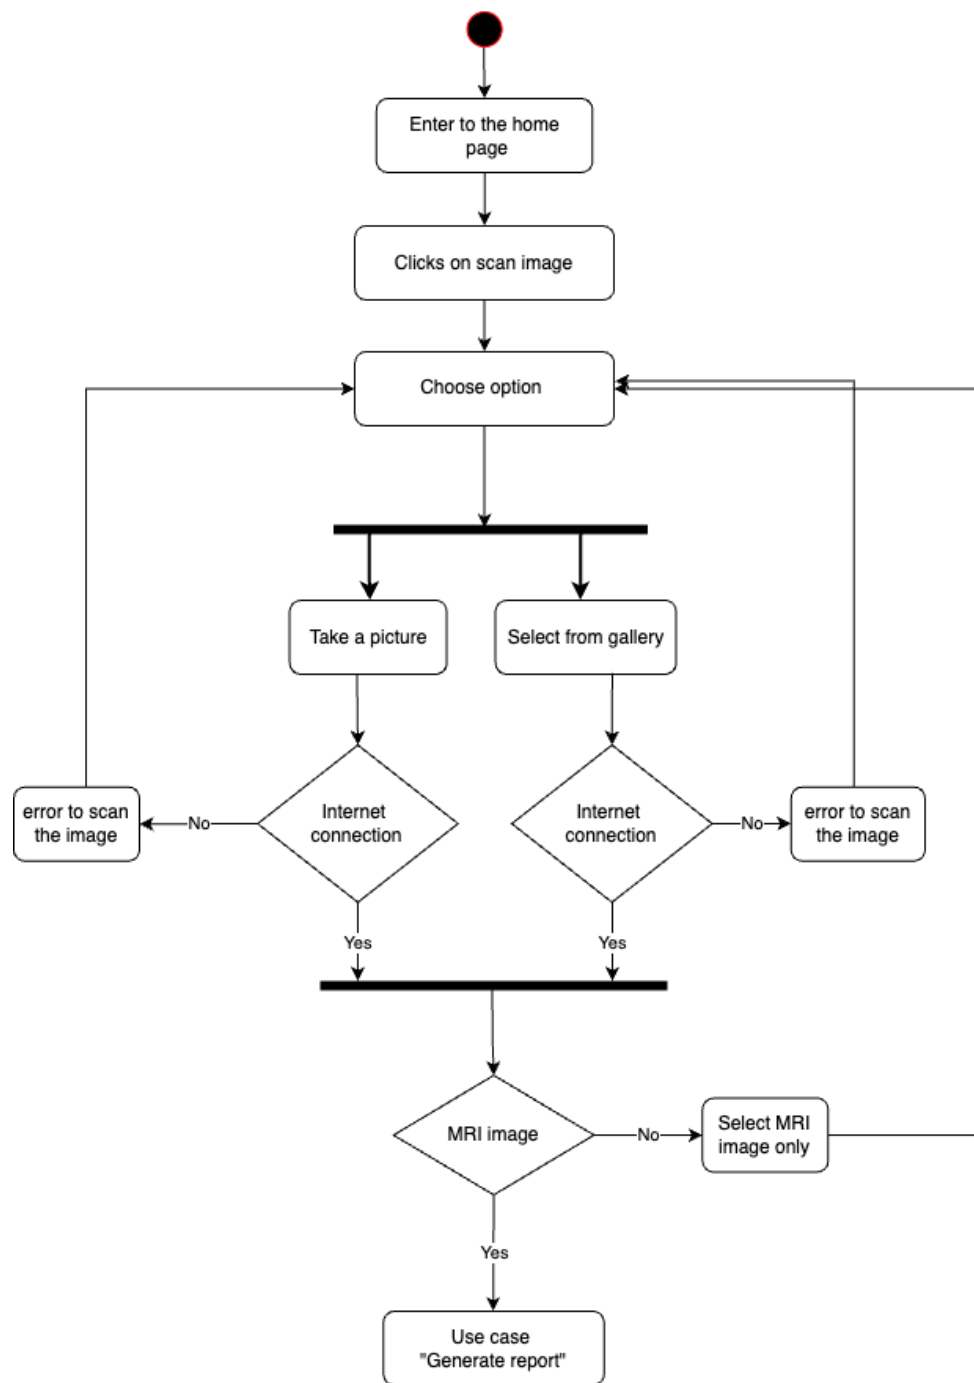 Enter to the home
page
Clicks on scan image
Choose option
Take a picture
Select from gallery
error to scan
the image
No
Internet
connection
Internet
connection
No
error to scan
the image
Yes
Yes
MRI image
No
Select MRI
image only
Yes
Use case
"Generate report"